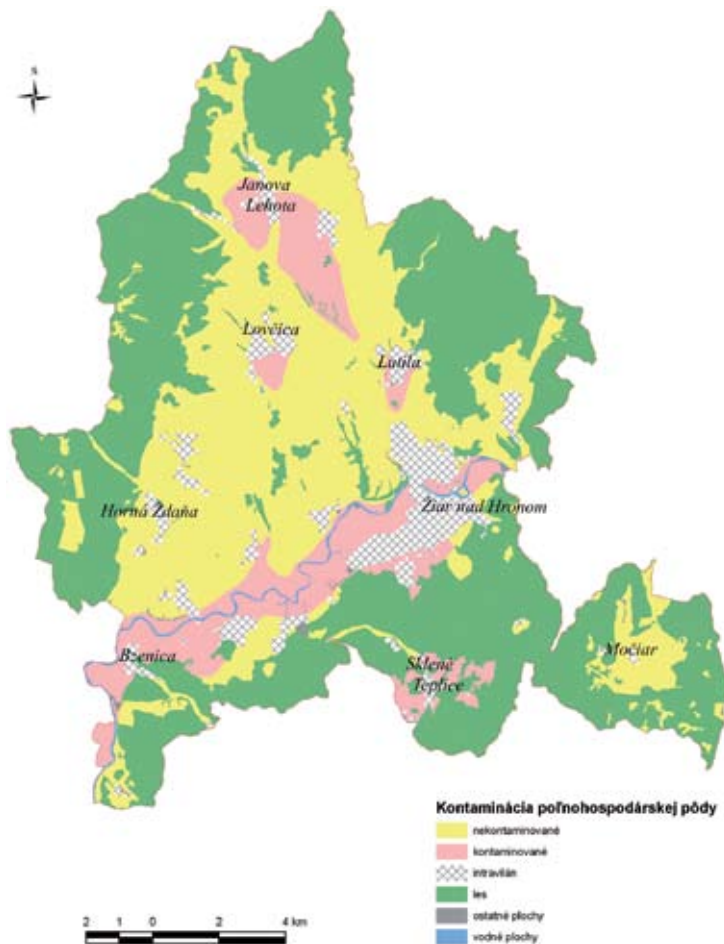 S
Janova
Lehota
Lovčica
Lutila
Horná Ždaňa
Žiar nad Hronom
Bzenica
Sklené
Teplice
Močiar
Kontaminácia poľnohospodárskej pôdy
nekontaminované
kontaminované
intravilán
les
ostatné plochy
vodné plochy
2 1 0 2 4 km